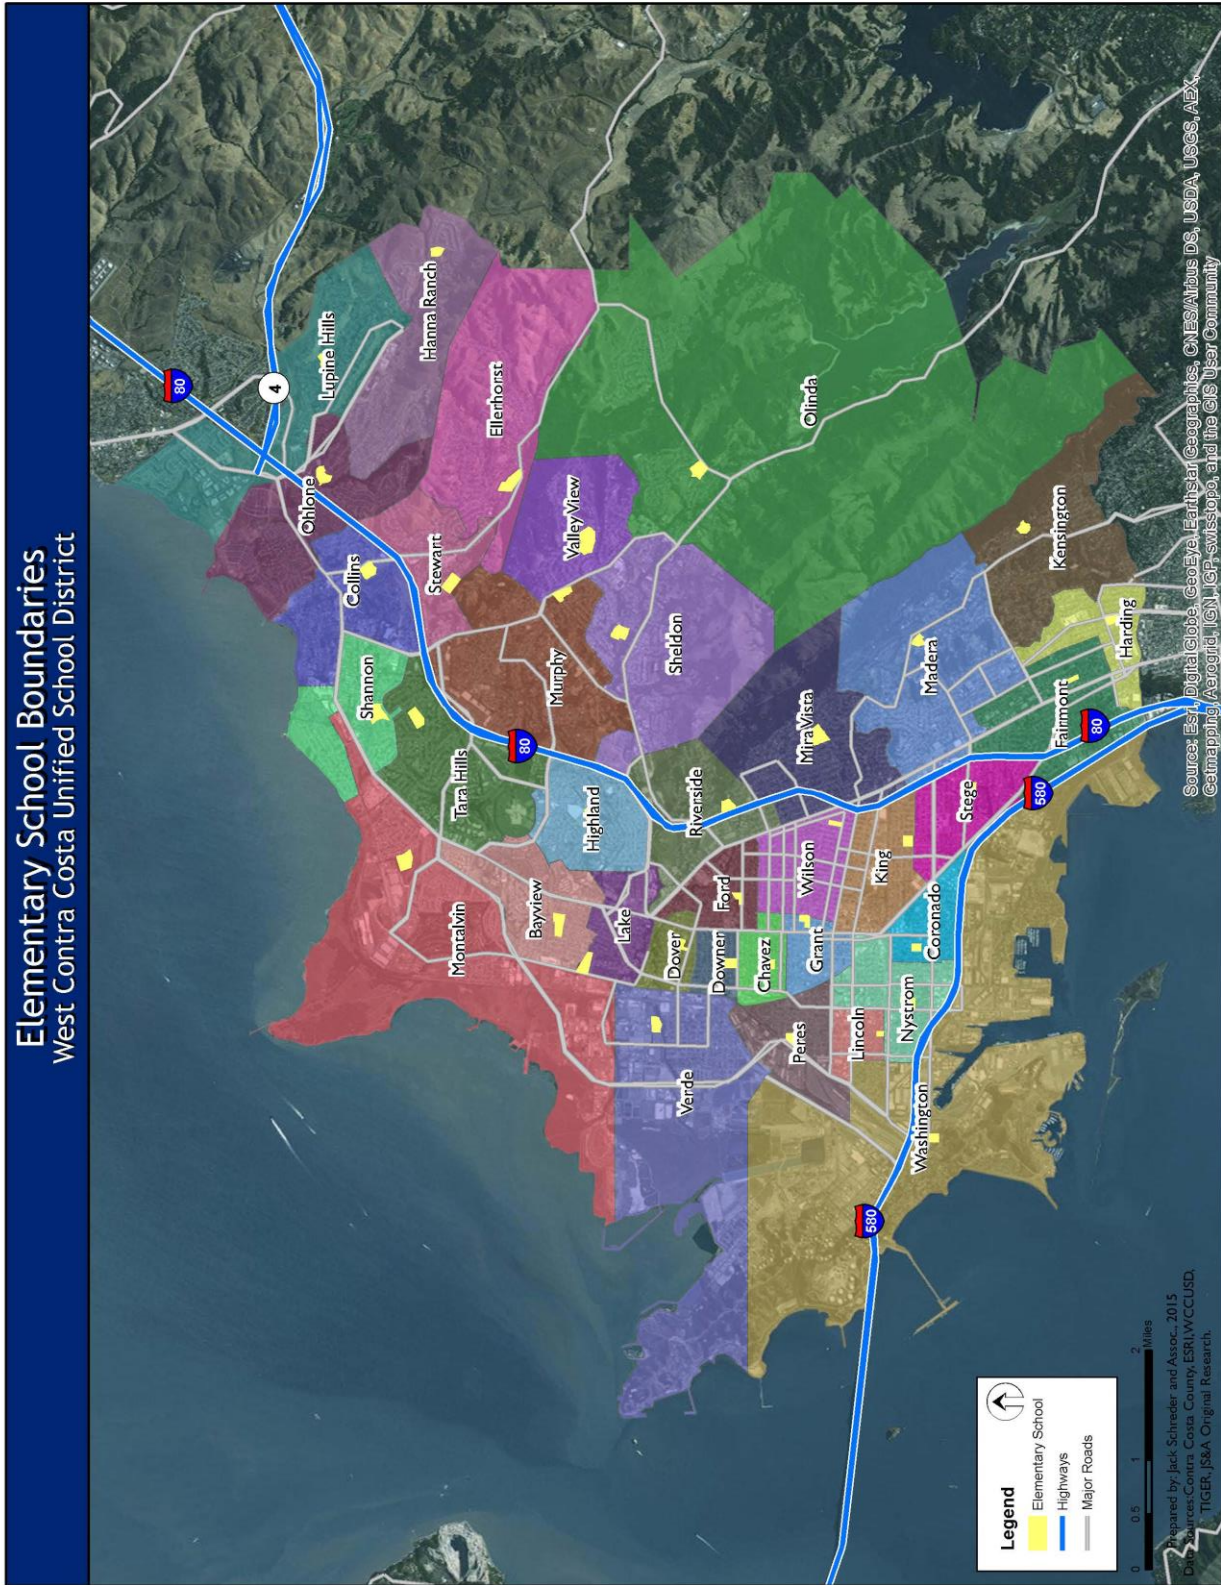 Elementary School Boundaries
West Contra Costa Unified School District
80
4
Lupine Hills
Hanna Ranch
Ohlone
Ellerhorst
Collins
Stewart
Valley View
Olinda
Shannon
Murphy
Sheldon
Kensington
Tara Hills
80
Highland
Riverside
Mira Vista
Madera
Harding
Fairmont
80
Montalvin
Bayview
Lake
Ford
Wilson
King
Stege
580
Dover
Downer
Chavez
Grant
Coronado
Verde
Peres
Lincoln
Nystrom
Washington
580
Legend
Elementary School
Highways
Major Roads
0 0.5 1 2
Miles
Prepared by: Jack Schreder and Assoc., 2015
Data Sources: Contra Costa County, ESRI, WCCUSD,
TIGER, JS&A Original Research.
Source: Esri, DigitalGlobe, GeoEye, Earthstar Geographics, CNES/Airbus DS, USDA, USGS, AEX,
Getmapping, Aerogrid, IGN, IGP, swisstopo, and the GIS User Community